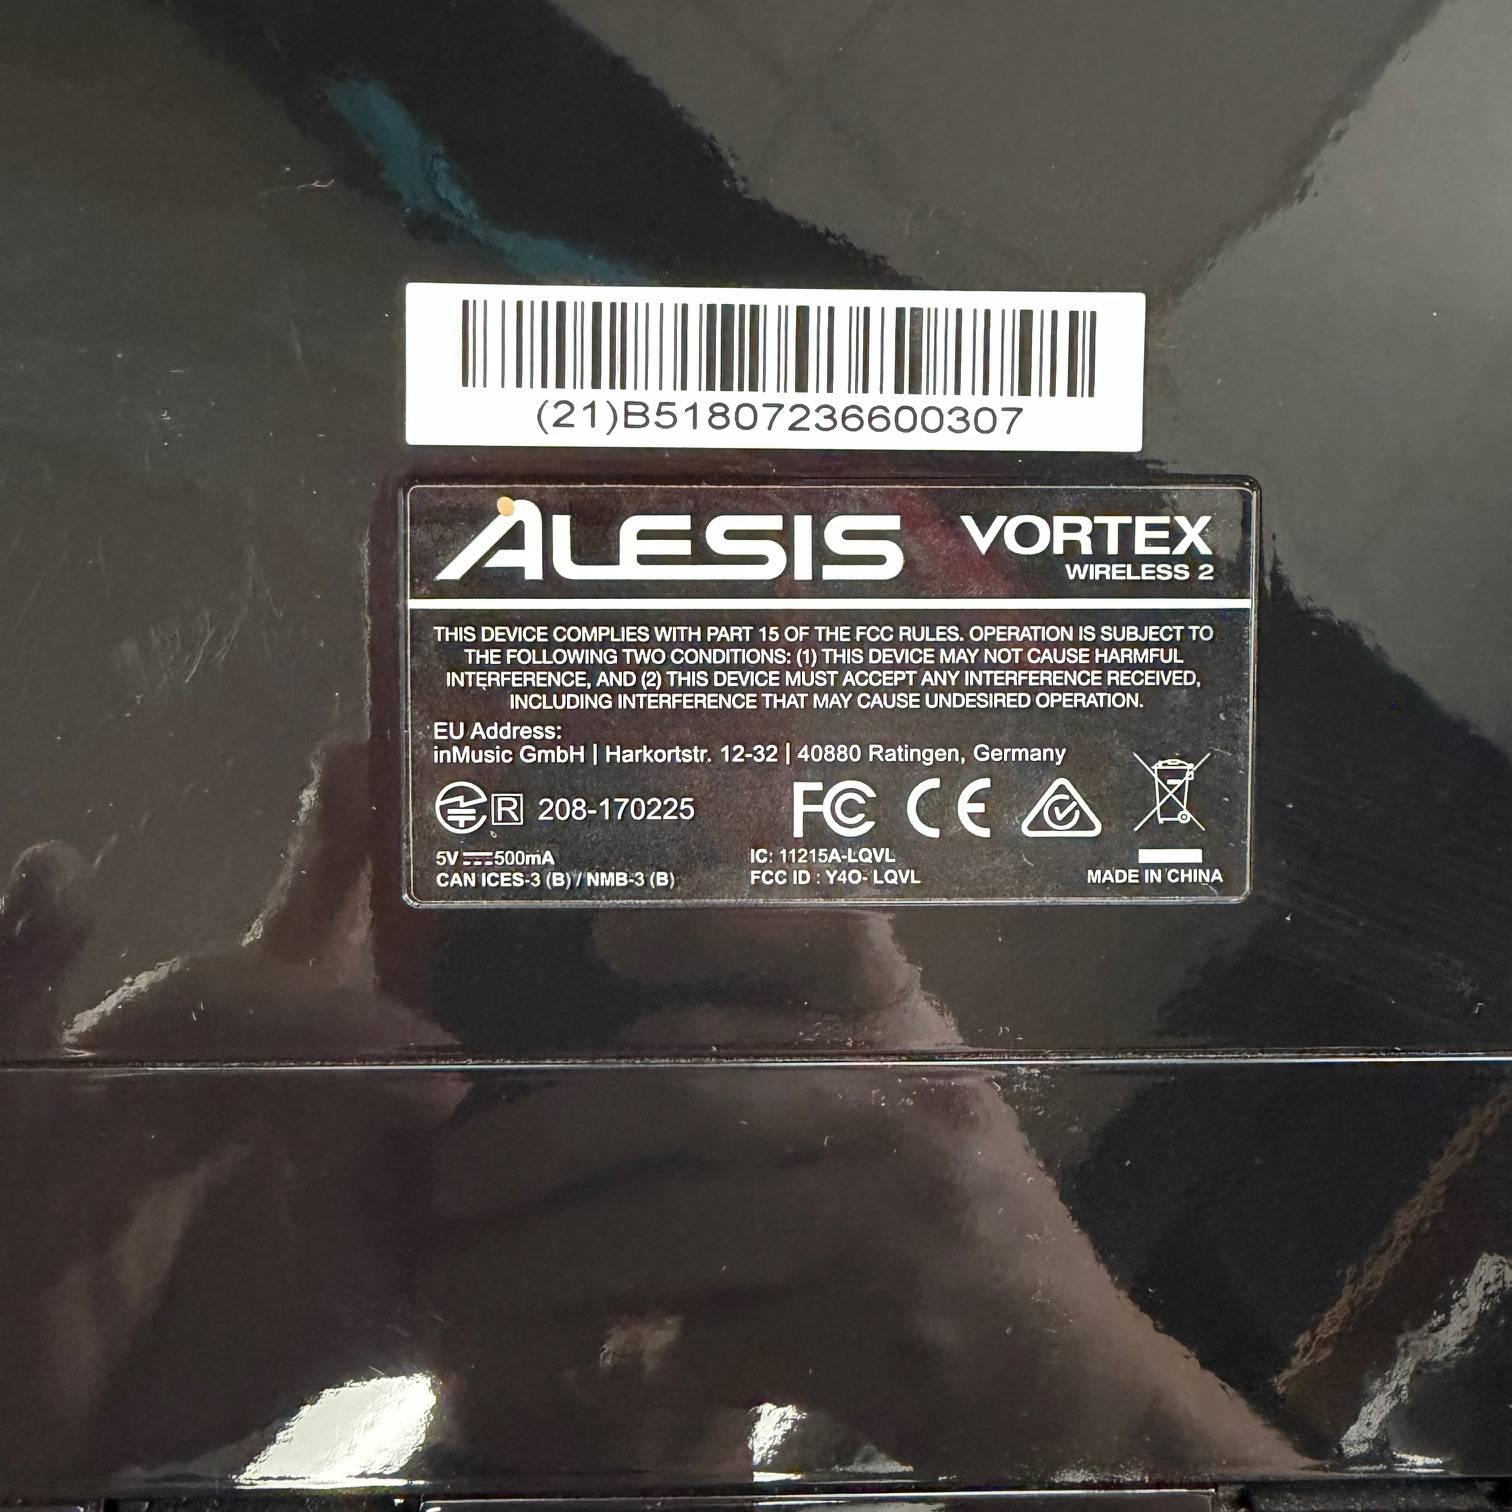 (21)B51807236600307
ALESIS VORTEX
WIRELESS 2
THIS DEVICE COMPLIES WITH PART 15 OF THE FCC RULES. OPERATION IS SUBJECT TO
THE FOLLOWING TWO CONDITIONS: (1) THIS DEVICE MAY NOT CAUSE HARMFUL
INTERFERENCE, AND (2) THIS DEVICE MUST ACCEPT ANY INTERFERENCE RECEIVED,
INCLUDING INTERFERENCE THAT MAY CAUSE UNDESIRED OPERATION.
EU Address:
inMusic GmbH | Harkortstr. 12-32 | 40880 Ratingen, Germany
R 208-170225 FC CE
5V 500mA IC: 11215A-LQVL
CAN ICES-3 (B) / NMB-3 (B) FCC ID : Y4O- LQVL MADE IN CHINA